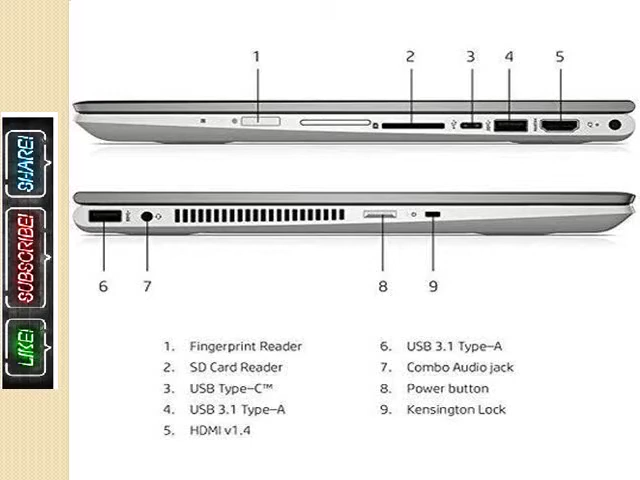 1 2 3 4 5
6 7 8 9
SHARE!
SUBSCRIBE!
LIKE!
1. Fingerprint Reader
2. SD Card Reader
3. USB Type-C™
4. USB 3.1 Type-A
5. HDMI v1.4
6. USB 3.1 Type-A
7. Combo Audio jack
8. Power button
9. Kensington Lock